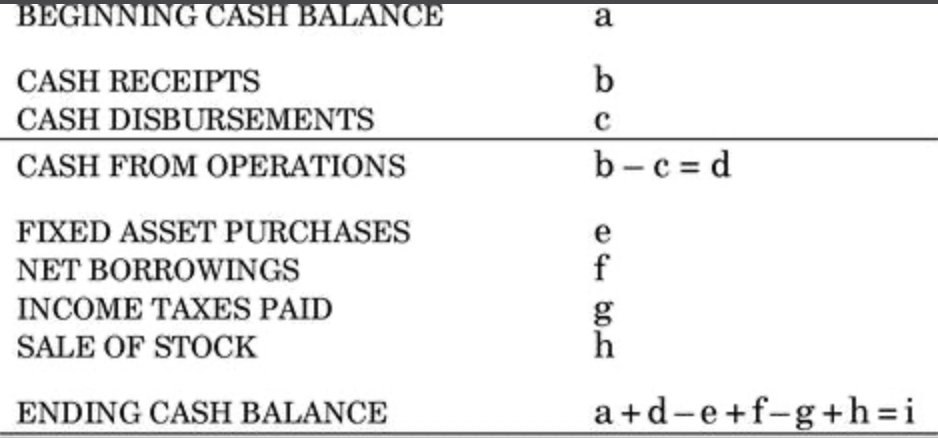 BEGINNING CASH BALANCE a
CASH RECEIPTS b
CASH DISBURSEMENTS c
CASH FROM OPERATIONS b – c = d
FIXED ASSET PURCHASES e
NET BORROWINGS f
INCOME TAXES PAID g
SALE OF STOCK h
ENDING CASH BALANCE a + d – e + f – g + h = i